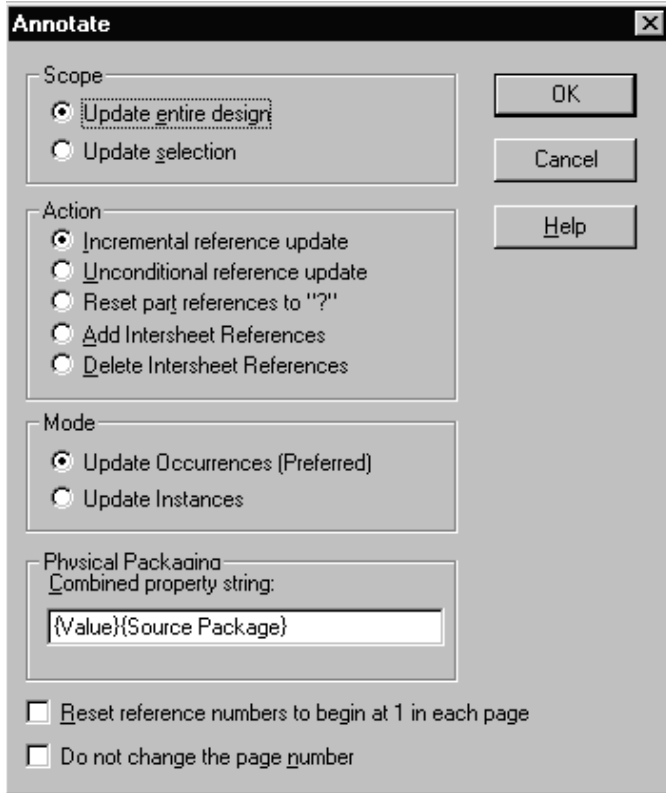 Annotate
Scope
Update entire design
Update selection
OK
Cancel
Help
Action
Incremental reference update
Unconditional reference update
Reset part references to "?"
Add Intersheet References
Delete Intersheet References
Mode
Update Occurrences (Preferred)
Update Instances
Physical Packaging
Combined property string:
{Value}{Source Package}
Reset reference numbers to begin at 1 in each page
Do not change the page number